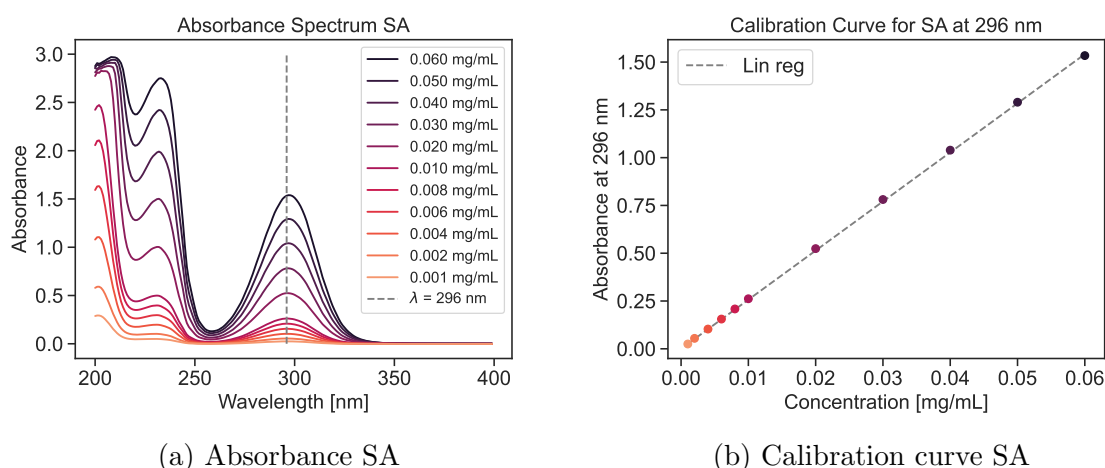 Absorbance Spectrum SA
Absorbance
3.0
2.5
2.0
1.5
1.0
0.5
0.0
200
250
300
350
400
Wavelength [nm]
0.060 mg/mL
0.050 mg/mL
0.040 mg/mL
0.030 mg/mL
0.020 mg/mL
0.010 mg/mL
0.008 mg/mL
0.006 mg/mL
0.004 mg/mL
0.002 mg/mL
0.001 mg/mL
λ = 296 nm
(a) Absorbance SA
Calibration Curve for SA at 296 nm
Absorbance at 296 nm
1.50
1.25
1.00
0.75
0.50
0.25
0.00
0.00
0.01
0.02
0.03
0.04
0.05
0.06
Concentration [mg/mL]
Lin reg
(b) Calibration curve SA